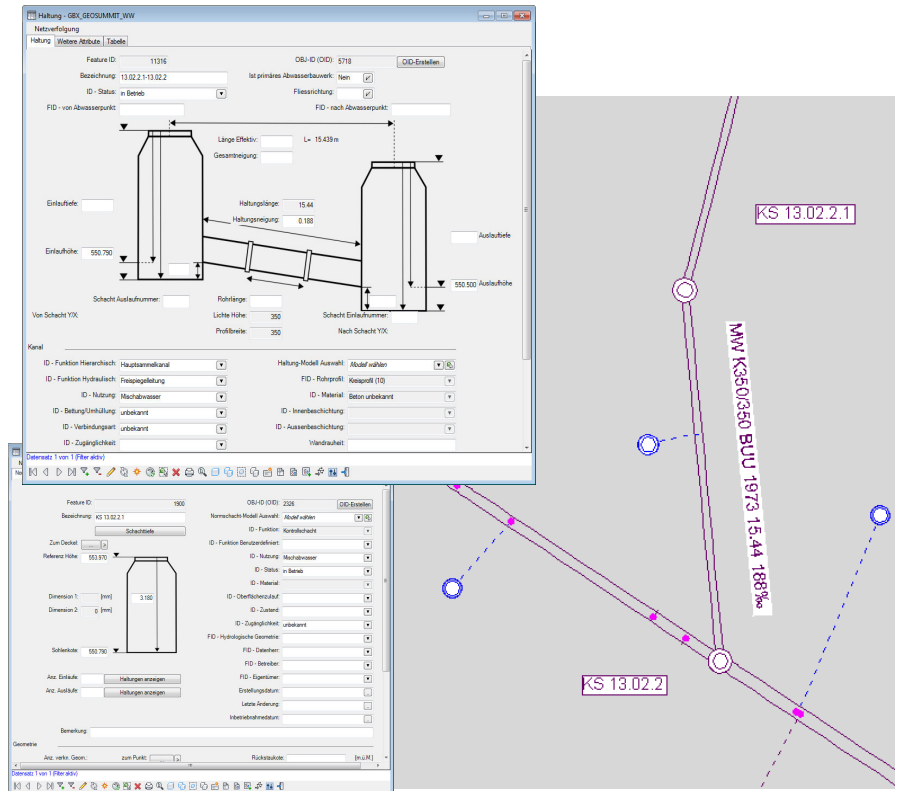 Haltung - GBX_GEOSUMMIT_WW
Netzverfolgung
Haltung Weitere Attribute Tabelle
Feature ID: 11316 OBJ-ID (OID): 5718 OID-Erstellen
Bezeichnung: 13.02.2.1-13.02.2 Ist primäres Abwasserbauwerk: Nein
ID - Status: in Betrieb Fliessrichtung:
FID - von Abwasserpunkt: FID - nach Abwasserpunkt:
Länge Effektiv: L= 15.439 m
Gesamtneigung:
Einlauftiefe: Haltungslänge: 15.44
Haltungsneigung: 0.188
Auslauftiefe
Einlaufhöhe: 550.790
550.500 Auslaufhöhe
Schacht Auslaufnummer: Rohrlänge:
Von Schacht Y/X: Lichte Höhe: 350 Schacht Einlaufnummer:
Profilbreite: 350 Nach Schacht Y/X:
Kanal
ID - Funktion Hierarchisch: Hauptsammelkanal Haltung-Modell Auswahl: Modell wählen
ID - Funktion Hydraulisch: Freispiegelleitung FID - Rohrprofil: Kreisprofil (10)
ID - Nutzung: Mischabwasser ID - Material: Beton unbekannt
ID - Bettung/Umhüllung: unbekannt ID - Innenbeschichtung:
ID - Verbindungsart: unbekannt ID - Aussenbeschichtung:
ID - Zugänglichkeit: Wandrauheit:
Datensatz 1 von 1 (Filter aktiv)
Feature ID: 1900 OBJ-ID (OID): 2326 OID-Erstellen
Bezeichnung: KS 13.02.2.1 Normschacht-Modell Auswahl: Modell wählen
Schachttiefe ID - Funktion: Kontrollschacht
Zum Deckel: ... > ID - Funktion Benutzerdefiniert:
Referenz Höhe: 553.970 ID - Nutzung: Mischabwasser
ID - Status: in Betrieb
ID - Material:
Dimension 1: [mm] 3.180 ID - Oberflächenzulauf:
Dimension 2: 0 [mm] ID - Zustand:
ID - Zugänglichkeit: unbekannt
FID - Hydrologische Geometrie:
Sohlenkote: 550.790 FID - Datenherr:
FID - Betreiber:
Anz. Einläufe: Haltungen anzeigen FID - Eigentümer:
Anz. Ausläufe: Haltungen anzeigen Erstellungsdatum:
Letzte Änderung:
Inbetriebnahmedatum:
Bemerkung:
Geometrie
Anz. verkn. Geom.: zum Punkt: ... > Rückstaukote: [m.ü.M.]
Datensatz 1 von 1 (Filter aktiv)
KS 13.02.2.1
MW K350/350 BUU 1973 15.44 188‰
KS 13.02.2